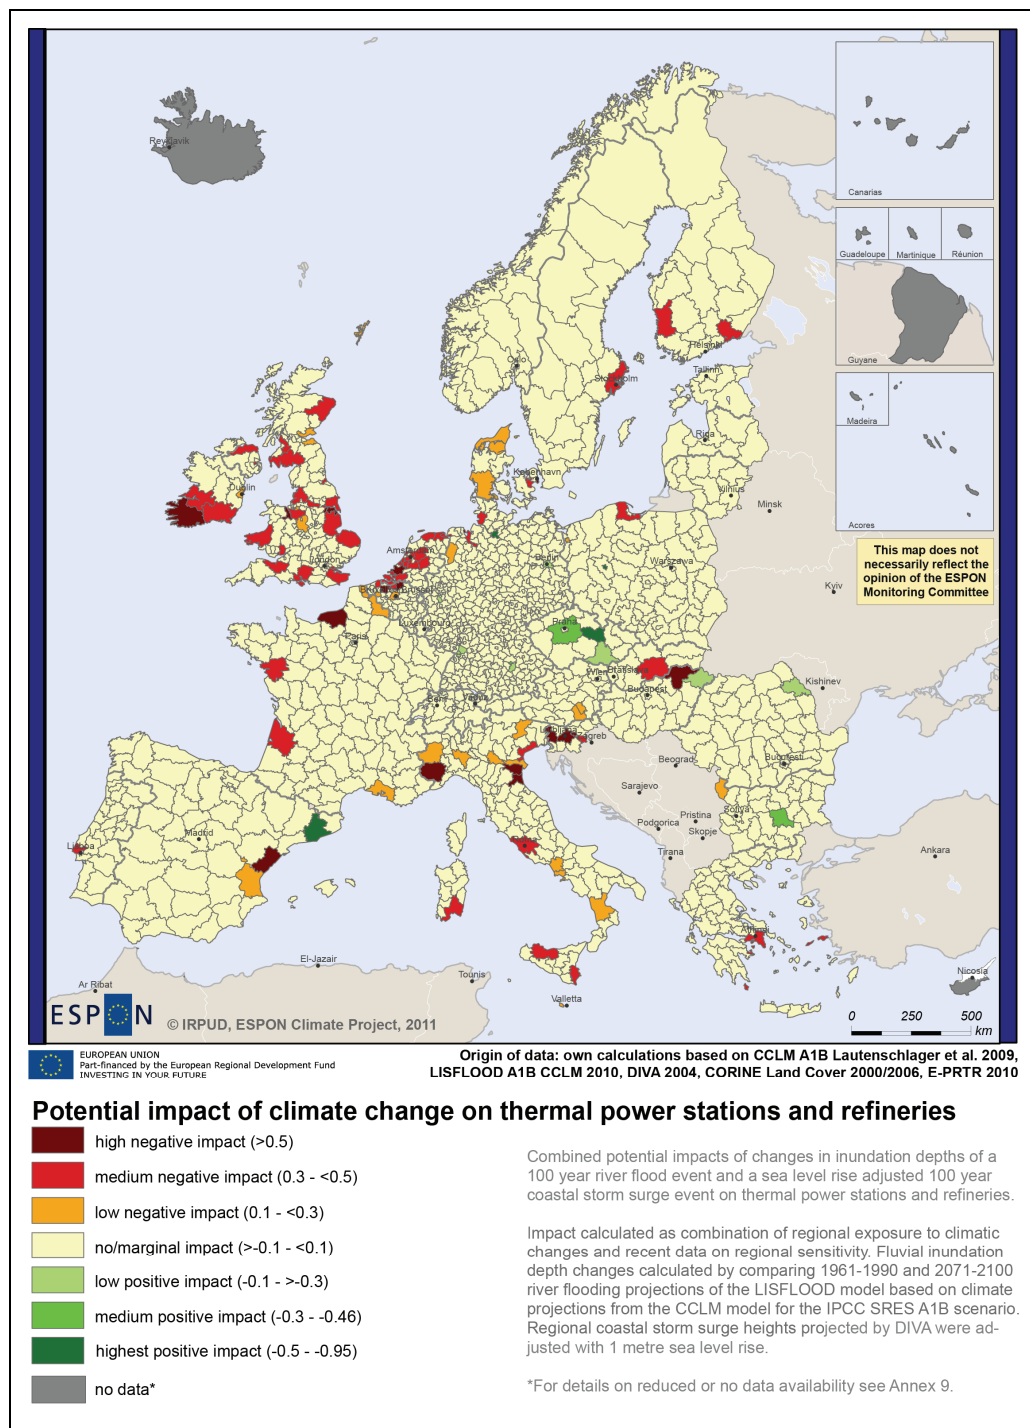 Reykjavik
Canarias
Guadeloupe
Martinique
Réunion
Guyane
Madeira
Acores
This map does not
necessarily reflect the
opinion of the ESPON
Monitoring Committee
Oslo
Helsinki
Stockholm
Tallinn
Riga
København
Vilnius
Minsk
Dublin
London
Amsterdam
Berlin
Warszawa
Kyiv
Luxembourg
Paris
Praha
Wien
Bratislava
Budapest
Kishinev
Bern
Vaduz
Ljubljana
Zagreb
Beograd
Bucuresti
Sarajevo
Sofiya
Pristina
Podgorica
Skopje
Tirana
Ankara
Madrid
Lisboa
Athinai
El-Jazair
Tounis
Ar Ribat
Valletta
Nicosia
ESPON
© IRPUD, ESPON Climate Project, 2011
0 250 500
km
EUROPEAN UNION
Part-financed by the European Regional Development Fund
INVESTING IN YOUR FUTURE
Origin of data: own calculations based on CCLM A1B Lautenschlager et al. 2009,
LISFLOOD A1B CCLM 2010, DIVA 2004, CORINE Land Cover 2000/2006, E-PRTR 2010
Potential impact of climate change on thermal power stations and refineries
high negative impact (>0.5)
medium negative impact (0.3 - <0.5)
low negative impact (0.1 - <0.3)
no/marginal impact (>-0.1 - <0.1)
low positive impact (-0.1 - >-0.3)
medium positive impact (-0.3 - -0.46)
highest positive impact (-0.5 - -0.95)
no data*
Combined potential impacts of changes in inundation depths of a
100 year river flood event and a sea level rise adjusted 100 year
coastal storm surge event on thermal power stations and refineries.
Impact calculated as combination of regional exposure to climatic
changes and recent data on regional sensitivity. Fluvial inundation
depth changes calculated by comparing 1961-1990 and 2071-2100
river flooding projections of the LISFLOOD model based on climate
projections from the CCLM model for the IPCC SRES A1B scenario.
Regional coastal storm surge heights projected by DIVA were ad-
justed with 1 metre sea level rise.
*For details on reduced or no data availability see Annex 9.